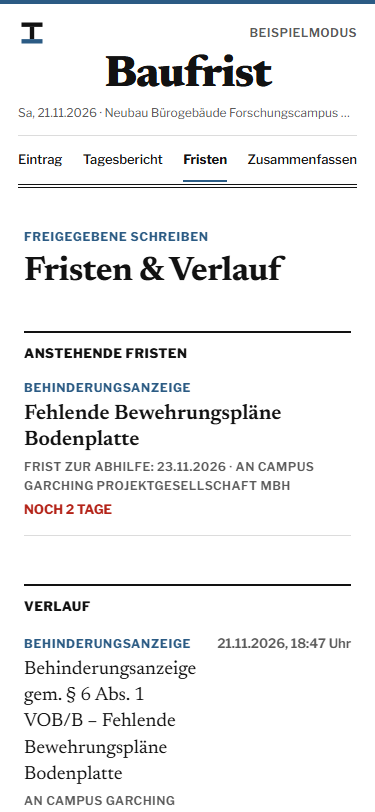 BEISPIELMODUS
Baufrist
Sa, 21.11.2026 · Neubau Bürogebäude Forschungscampus ...
Eintrag Tagesbericht Fristen Zusammenfassen
FREIGEGEBENE SCHREIBEN
Fristen & Verlauf
ANSTEHENDE FRISTEN
BEHINDERUNGSANZEIGE
Fehlende Bewehrungspläne
Bodenplatte
FRIST ZUR ABHILFE: 23.11.2026 · AN CAMPUS
GARCHING PROJEKTGESELLSCHAFT MBH
NOCH 2 TAGE
VERLAUF
BEHINDERUNGSANZEIGE 21.11.2026, 18:47 Uhr
Behinderungsanzeige
gem. § 6 Abs. 1
VOB/B – Fehlende
Bewehrungspläne
Bodenplatte
AN CAMPUS GARCHING